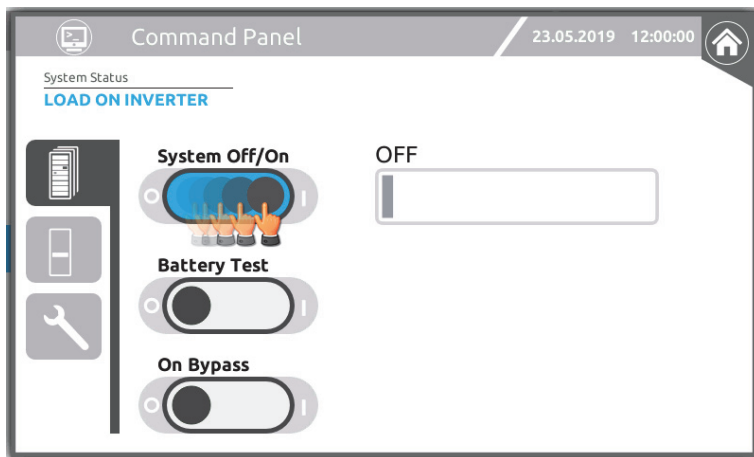 Command Panel
23.05.2019 12:00:00
System Status
LOAD ON INVERTER
System Off/On
OFF
Battery Test
On Bypass